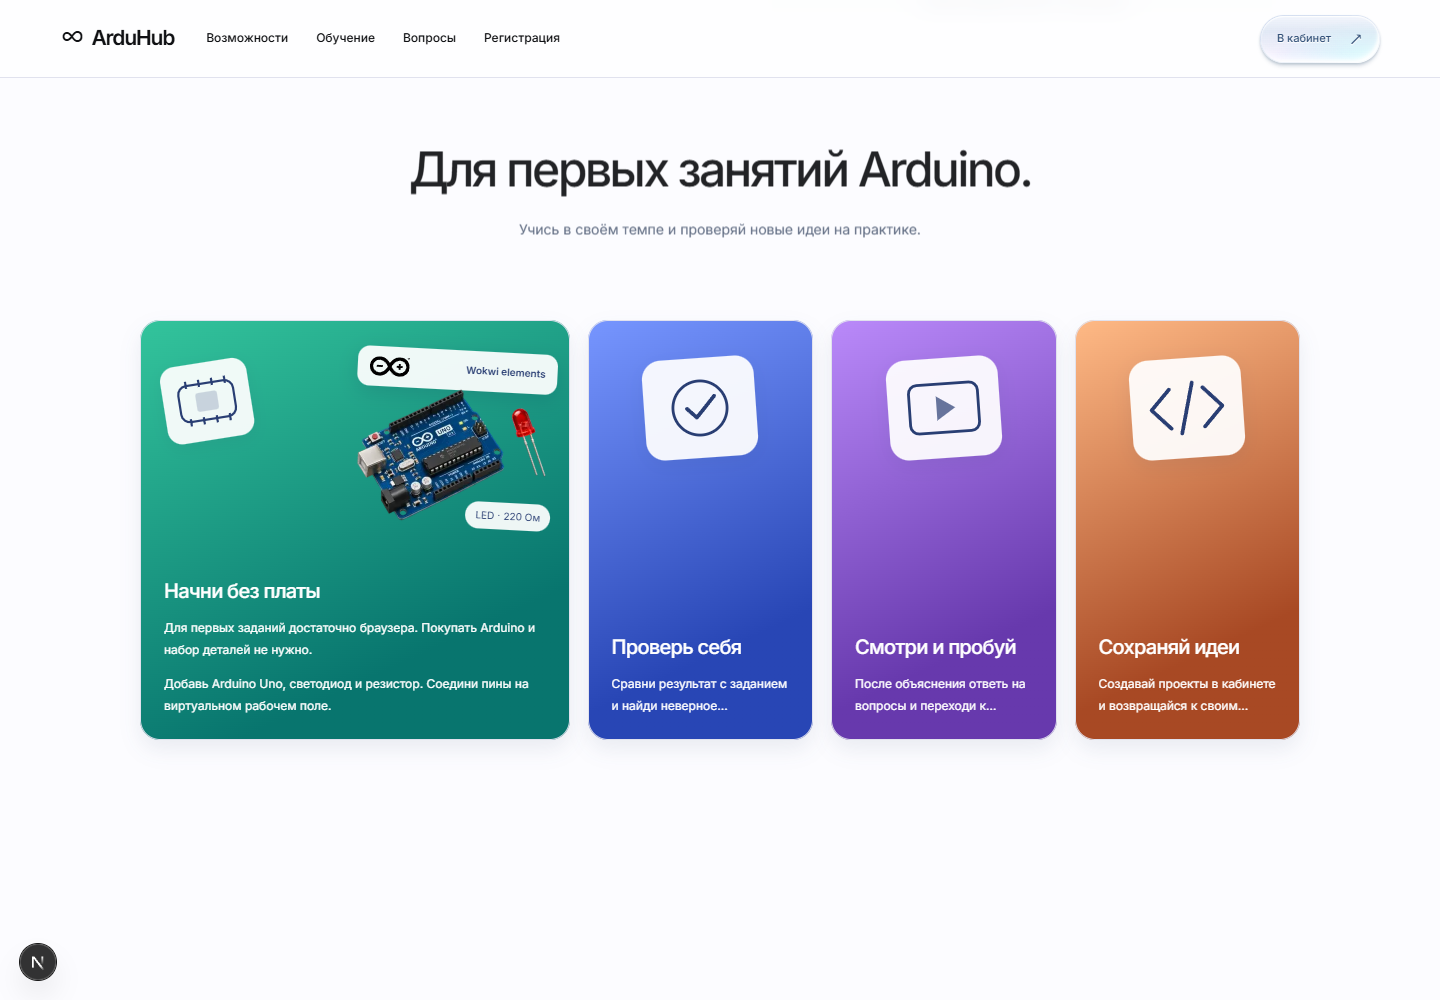 ArduHub
Возможности
Обучение
Вопросы
Регистрация
В кабинет
Для первых занятий Arduino.
Учись в своём темпе и проверяй новые идеи на практике.
Wokwi elements
UNO
LED · 220 Ом
Начни без платы
Для первых заданий достаточно браузера. Покупать Arduino и
набор деталей не нужно.
Добавь Arduino Uno, светодиод и резистор. Соедини пины на
виртуальном рабочем поле.
Проверь себя
Сравни результат с заданием
и найди неверное...
Смотри и пробуй
После объяснения ответь на
вопросы и переходи к...
Сохраняй идеи
Создавай проекты в кабинете
и возвращайся к своим...
N